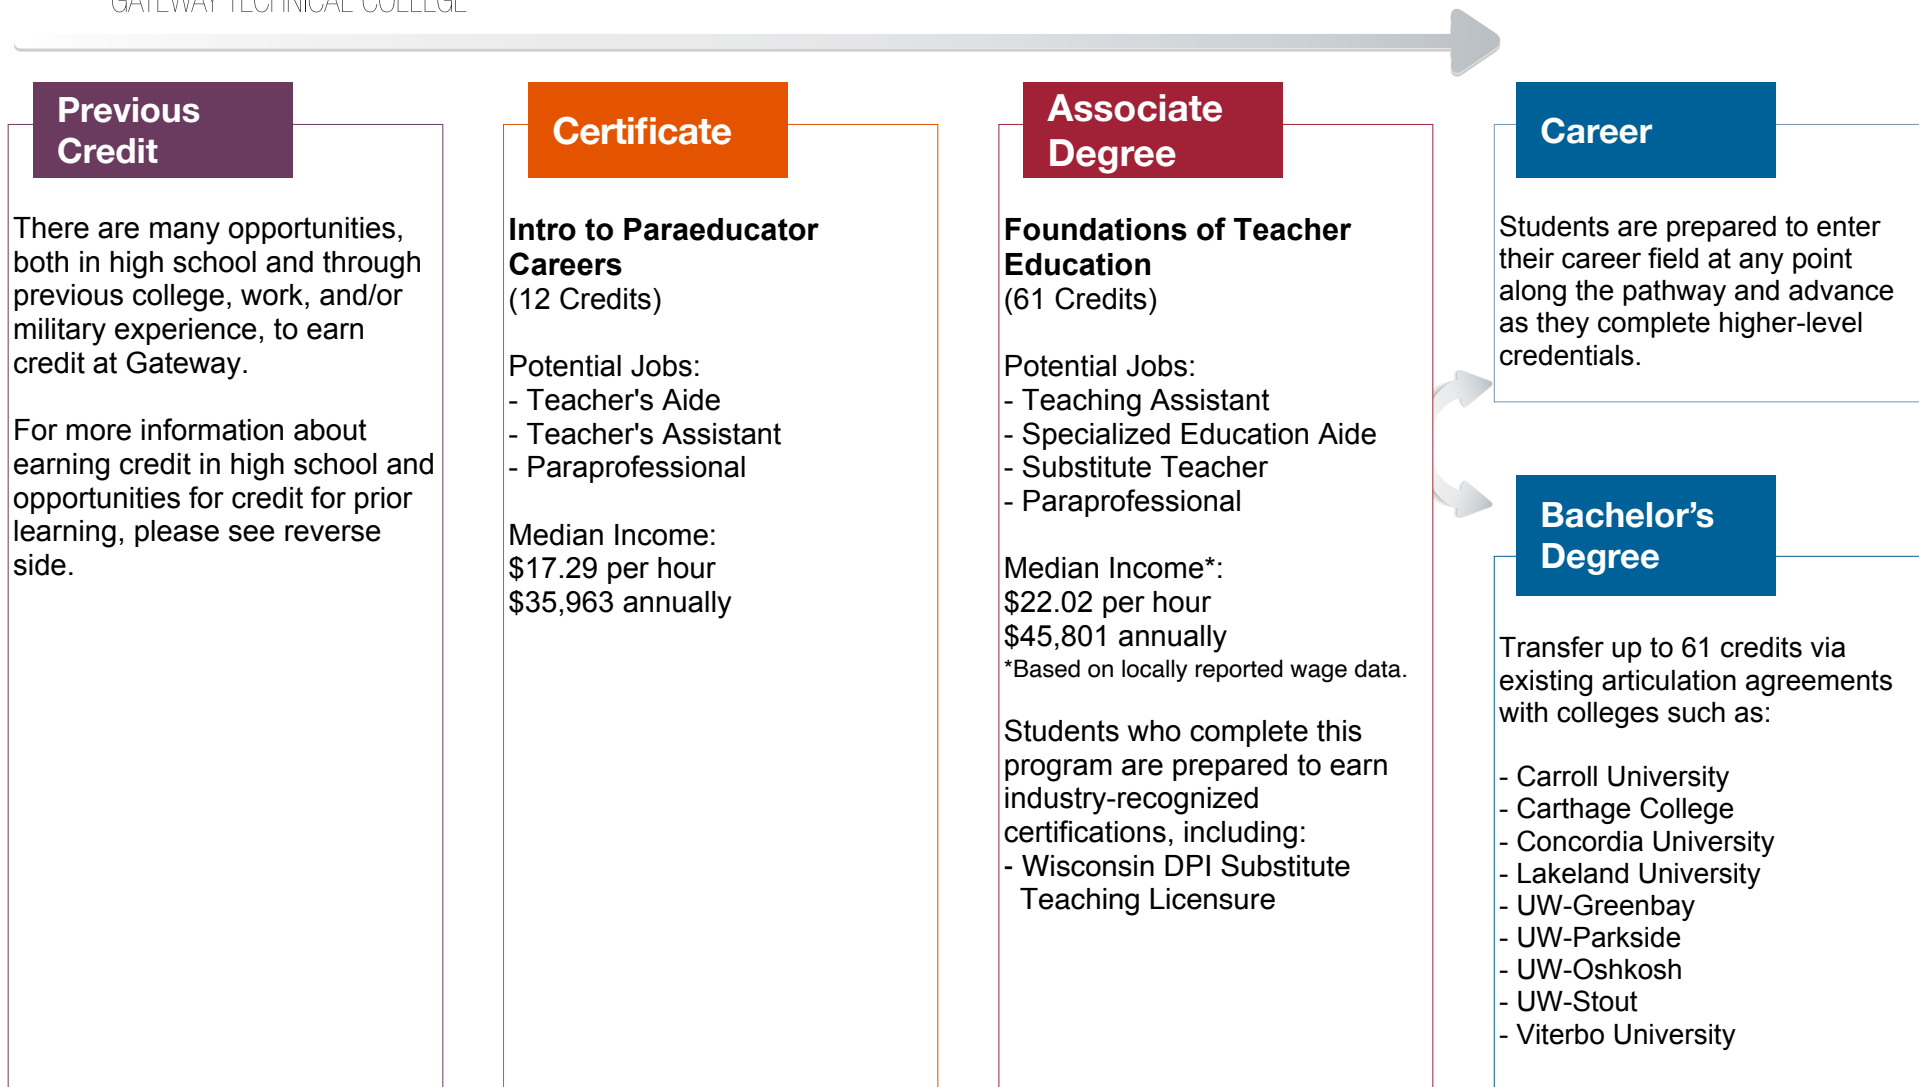 GATEWAY TECHNICAL COLLEGE
Previous
Credit
There are many opportunities,
both in high school and through
previous college, work, and/or
military experience, to earn
credit at Gateway.
For more information about
earning credit in high school and
opportunities for credit for prior
learning, please see reverse
side.
Certificate
Intro to Paraeducator
Careers
(12 Credits)
Potential Jobs:
- Teacher's Aide
- Teacher's Assistant
- Paraprofessional
Median Income:
$17.29 per hour
$35,963 annually
Associate
Degree
Foundations of Teacher
Education
(61 Credits)
Potential Jobs:
- Teaching Assistant
- Specialized Education Aide
- Substitute Teacher
- Paraprofessional
Median Income*:
$22.02 per hour
$45,801 annually
*Based on locally reported wage data.
Students who complete this
program are prepared to earn
industry-recognized
certifications, including:
- Wisconsin DPI Substitute
Teaching Licensure
Career
Students are prepared to enter
their career field at any point
along the pathway and advance
as they complete higher-level
credentials.
Bachelor’s
Degree
Transfer up to 61 credits via
existing articulation agreements
with colleges such as:
- Carroll University
- Carthage College
- Concordia University
- Lakeland University
- UW-Greenbay
- UW-Parkside
- UW-Oshkosh
- UW-Stout
- Viterbo University